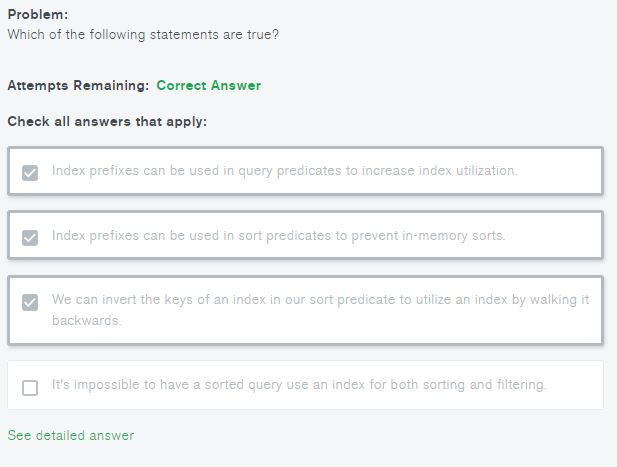 Problem:
Which of the following statements are true?
Attempts Remaining: Correct Answer
Check all answers that apply:
Index prefixes can be used in query predicates to increase index utilization.
Index prefixes can be used in sort predicates to prevent in-memory sorts.
We can invert the keys of an index in our sort predicate to utilize an index by walking it
backwards.
It's impossible to have a sorted query use an index for both sorting and filtering.
See detailed answer